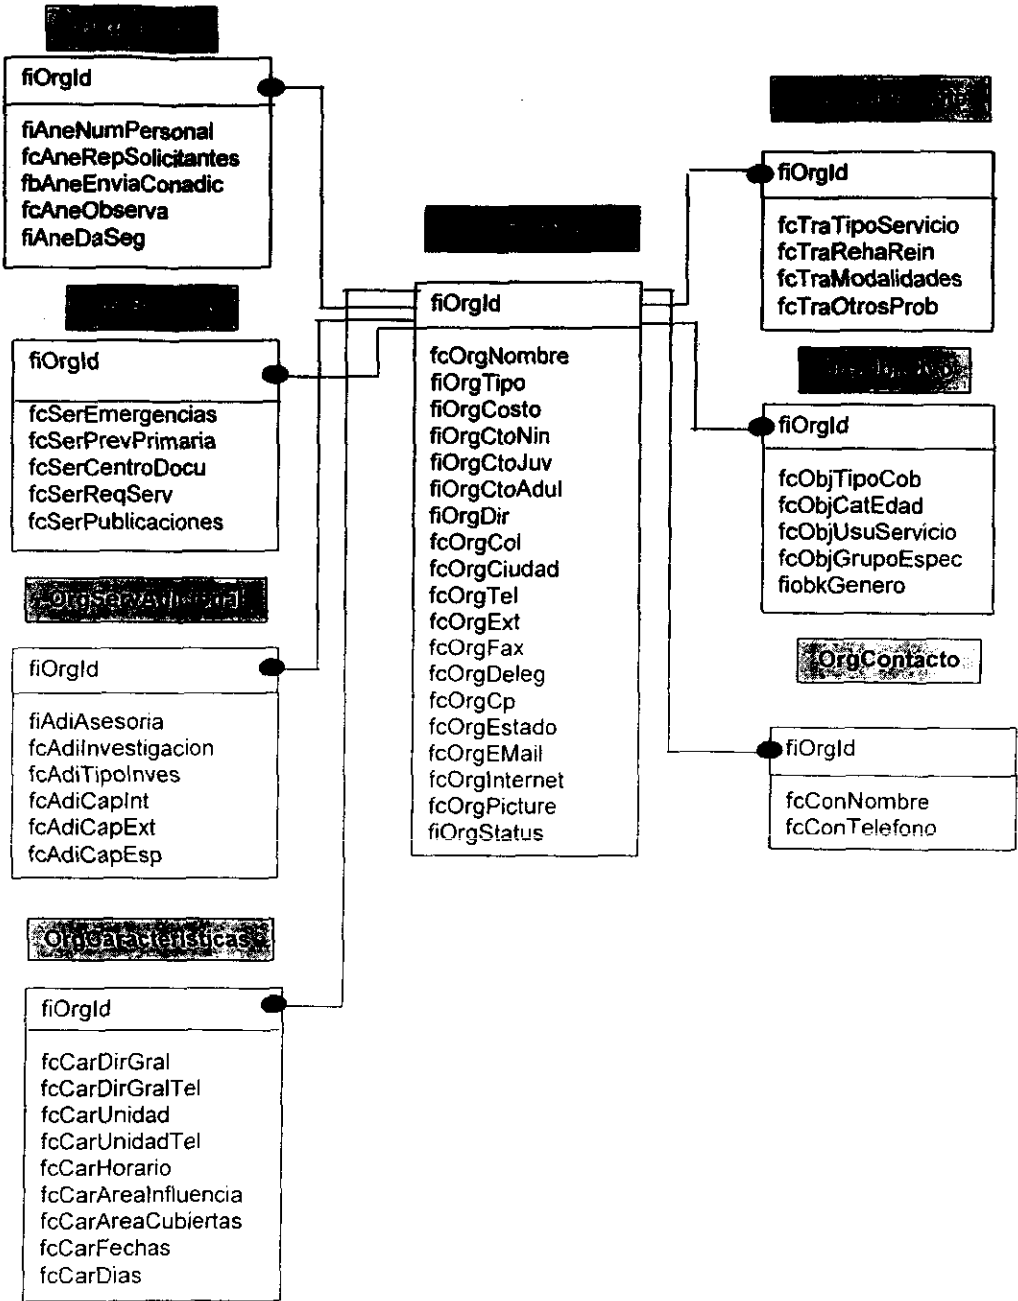 fiOrgId
fiAneNumPersonal
fcAneRepSolicitantes
fbAneEnviaConadic
fcAneObserva
fiAneDaSeg
fiOrgId
fcSerEmergencias
fcSerPrevPrimaria
fcSerCentroDocu
fcSerReqServ
fcSerPublicaciones
OrgServAdicional
fiOrgId
fiAdiAsesoria
fcAdiInvestigacion
fcAdiTipoInves
fcAdiCapInt
fcAdiCapExt
fcAdiCapEsp
OrgCaracteristicas
fiOrgId
fcCarDirGral
fcCarDirGralTel
fcCarUnidad
fcCarUnidadTel
fcCarHorario
fcCarAreaInfluencia
fcCarAreaCubiertas
fcCarFechas
fcCarDias
fiOrgId
fcOrgNombre
fiOrgTipo
fiOrgCosto
fiOrgCtoNin
fiOrgCtoJuv
fiOrgCtoAdul
fiOrgDir
fcOrgCol
fcOrgCiudad
fcOrgTel
fcOrgExt
fcOrgFax
fcOrgDeleg
fcOrgCp
fcOrgEstado
fcOrgEMail
fcOrgInternet
fcOrgPicture
fiOrgStatus
fiOrgId
fcTraTipoServicio
fcTraRehaRein
fcTraModalidades
fcTraOtrosProb
fiOrgId
fcObjTipoCob
fcObjCatEdad
fcObjUsuServicio
fcObjGrupoEspec
fiobkGenero
OrgContacto
fiOrgId
fcConNombre
fcConTelefono